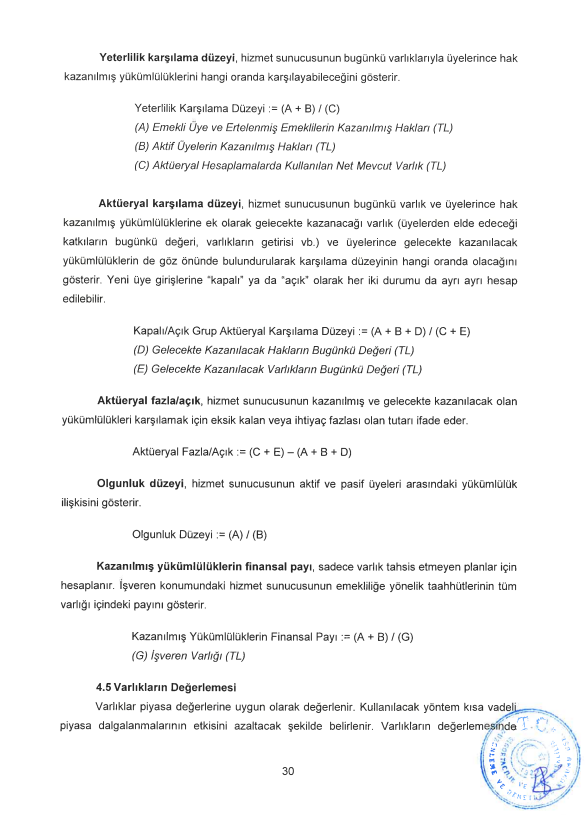 Yeterlilik karşılama düzeyi, hizmet sunucusunun bugünkü varlıklarıyla üyelerince hak
kazanılmış yükümlülüklerini hangi oranda karşılayabileceğini gösterir.
Yeterlilik Karşılama Düzeyi := (A + B) / (C)
(A) Emekli Üye ve Ertelenmiş Emeklilerin Kazanılmış Hakları (TL)
(B) Aktif Üyelerin Kazanılmış Hakları (TL)
(C) Aktüeryal Hesaplamalarda Kullanılan Net Mevcut Varlık (TL)
Aktüeryal karşılama düzeyi, hizmet sunucusunun bugünkü varlık ve üyelerince hak
kazanılmış yükümlülüklerine ek olarak gelecekte kazanacağı varlık (üyelerden elde edeceği
katkıların bugünkü değeri, varlıkların getirisi vb.) ve üyelerince gelecekte kazanılacak
yükümlülüklerin de göz önünde bulundurularak karşılama düzeyinin hangi oranda olacağını
gösterir. Yeni üye girişlerine “kapalı” ya da “açık” olarak her iki durumu da ayrı ayrı hesap
edilebilir.
Kapalı/Açık Grup Aktüeryal Karşılama Düzeyi := (A + B + D) / (C + E)
(D) Gelecekte Kazanılacak Hakların Bugünkü Değeri (TL)
(E) Gelecekte Kazanılacak Varlıkların Bugünkü Değeri (TL)
Aktüeryal fazla/açık, hizmet sunucusunun kazanılmış ve gelecekte kazanılacak olan
yükümlülükleri karşılamak için eksik kalan veya ihtiyaç fazlası olan tutarı ifade eder.
Aktüeryal Fazla/Açık := (C + E) – (A + B + D)
Olgunluk düzeyi, hizmet sunucusunun aktif ve pasif üyeleri arasındaki yükümlülük
ilişkisini gösterir.
Olgunluk Düzeyi := (A) / (B)
Kazanılmış yükümlülüklerin finansal payı, sadece varlık tahsis etmeyen planlar için
hesaplanır. İşveren konumundaki hizmet sunucusunun emekliliğe yönelik taahhütlerinin tüm
varlığı içindeki payını gösterir.
Kazanılmış Yükümlülüklerin Finansal Payı := (A + B) / (G)
(G) İşveren Varlığı (TL)
4.5 Varlıkların Değerlemesi
Varlıklar piyasa değerlerine uygun olarak değerlenir. Kullanılacak yöntem kısa vadeli
piyasa dalgalanmalarının etkisini azaltacak şekilde belirlenir. Varlıkların değerlemesinde
T.C.
30